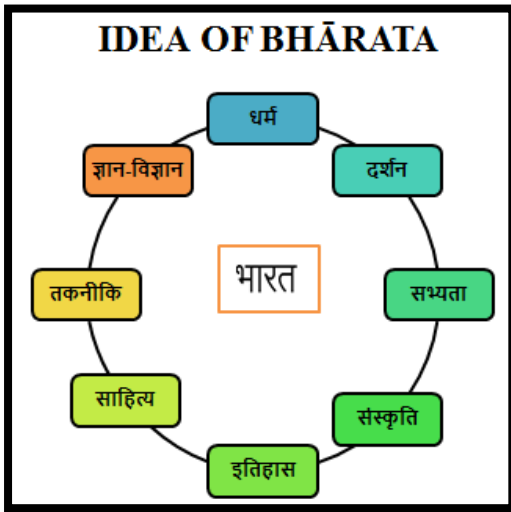 IDEA OF BHĀRATA
धर्म
दर्शन
सभ्यता
संस्कृति
इतिहास
साहित्य
तकनीकि
ज्ञान-विज्ञान
भारत